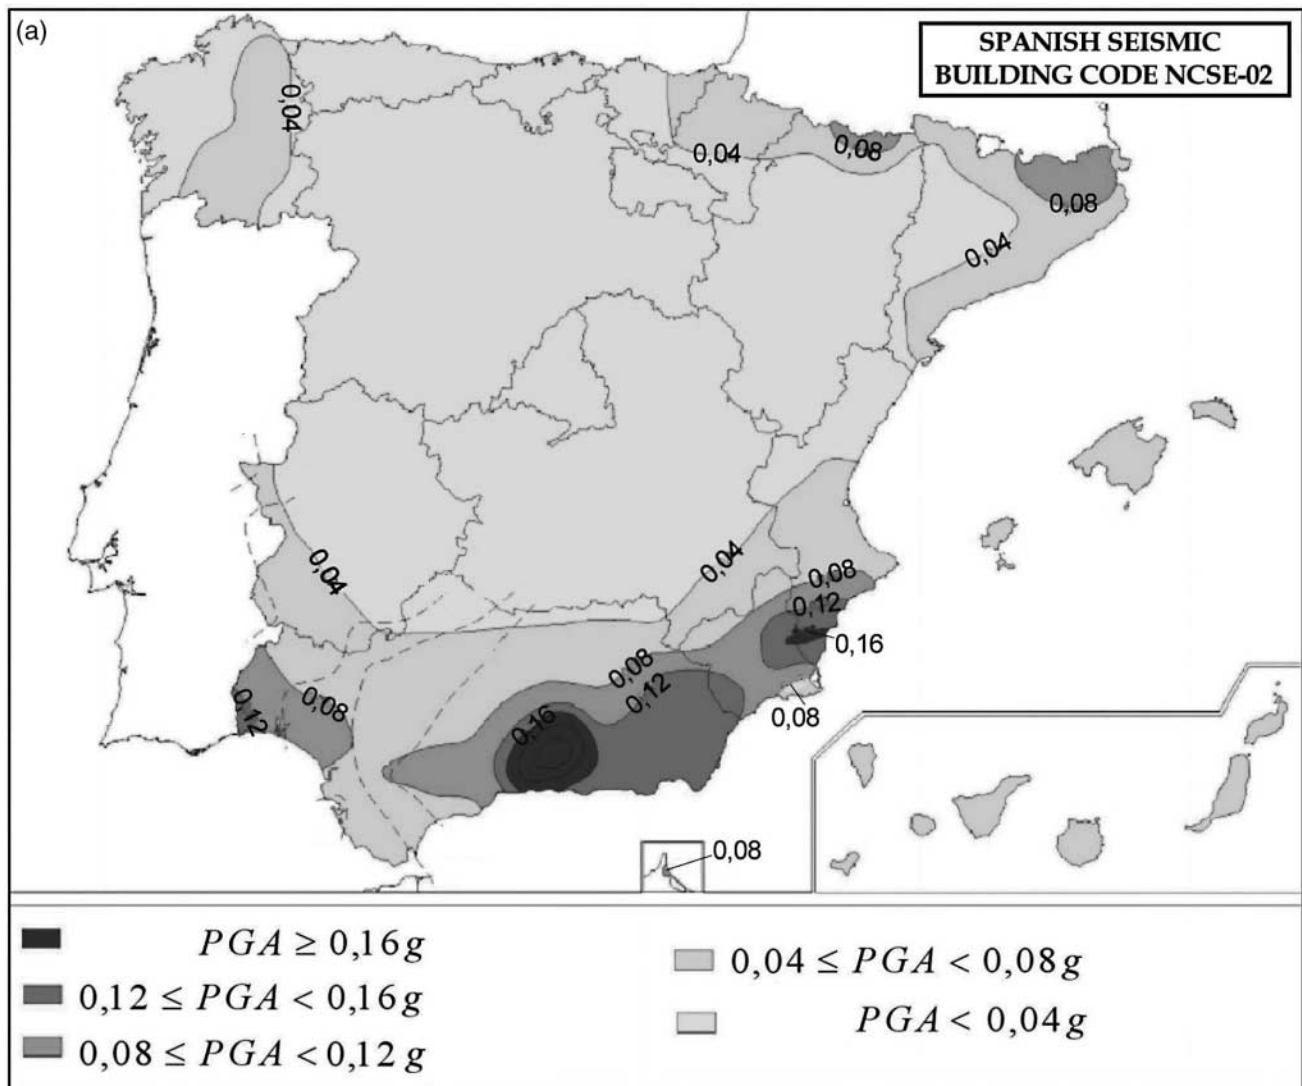 (a)
SPANISH SEISMIC
BUILDING CODE NCSE-02
0,04
0,04
0,08
0,08
0,04
0,04
0,04
0,08
0,12
0,16
0,08
0,12
0,08
0,12
0,08
0,16
0,08
PGA ≥ 0,16g
0,12 ≤ PGA < 0,16g
0,08 ≤ PGA < 0,12g
0,04 ≤ PGA < 0,08g
PGA < 0,04g